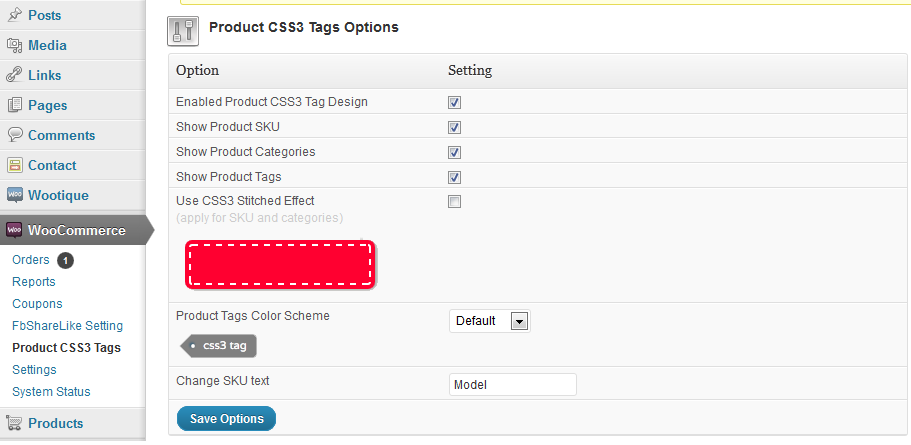 Posts
Media
Links
Pages
Comments
Contact
Woo Wootique
Woo WooCommerce
Orders 1
Reports
Coupons
FbShareLike Setting
Product CSS3 Tags
Settings
System Status
Products
Product CSS3 Tags Options
Option Setting
Enabled Product CSS3 Tag Design
Show Product SKU
Show Product Categories
Show Product Tags
Use CSS3 Stitched Effect
(apply for SKU and categories)
Product Tags Color Scheme Default
css3 tag
Change SKU text Model
Save Options